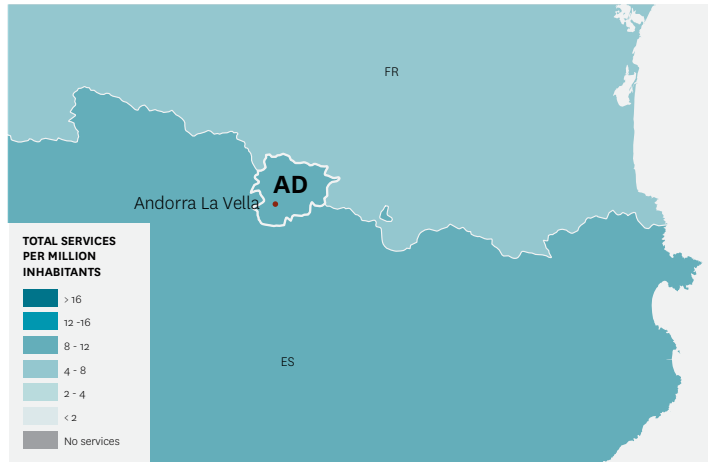 FR
AD
Andorra La Vella
TOTAL SERVICES
PER MILLION
INHABITANTS
> 16
12 -16
8 - 12
4 - 8
2 - 4
< 2
No services
ES